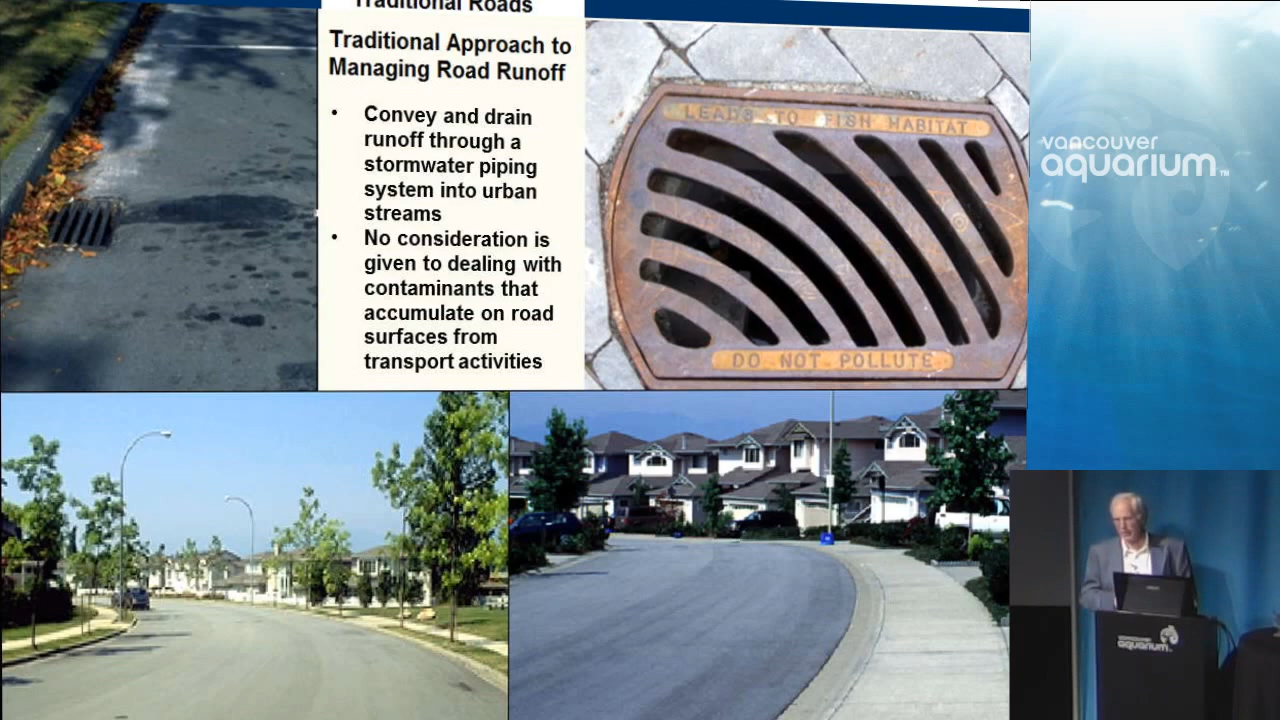 Traditional Roads
Traditional Approach to
Managing Road Runoff
• Convey and drain
runoff through a
stormwater piping
system into urban
streams
• No consideration is
given to dealing with
contaminants that
accumulate on road
surfaces from
transport activities
LEADS TO FISH HABITAT
DO NOT POLLUTE
vancouver
aquarium™
vancouver
aquarium